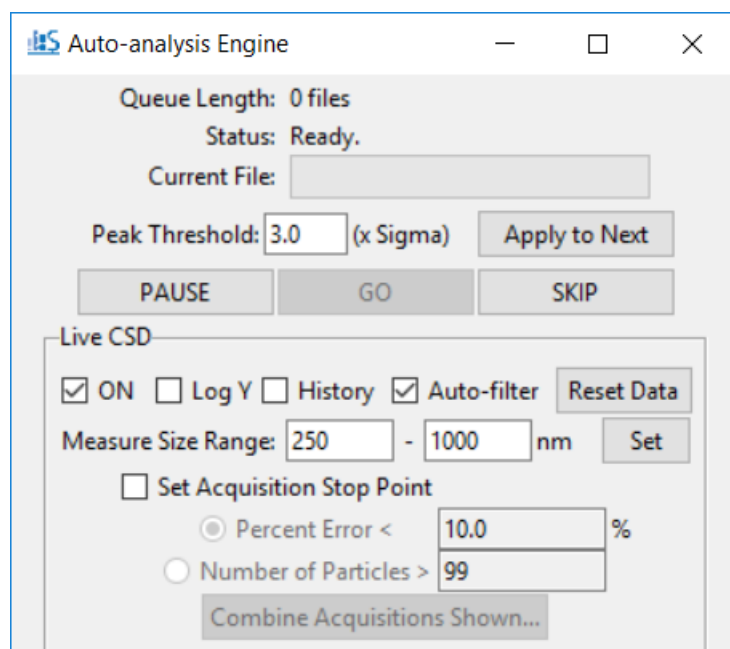 Auto-analysis Engine
Queue Length: 0 files
Status: Ready.
Current File:
Peak Threshold: 3.0 (x Sigma) Apply to Next
PAUSE GO SKIP
Live CSD
ON Log Y History Auto-filter Reset Data
Measure Size Range: 250 - 1000 nm Set
Set Acquisition Stop Point
Percent Error < 10.0 %
Number of Particles > 99
Combine Acquisitions Shown...